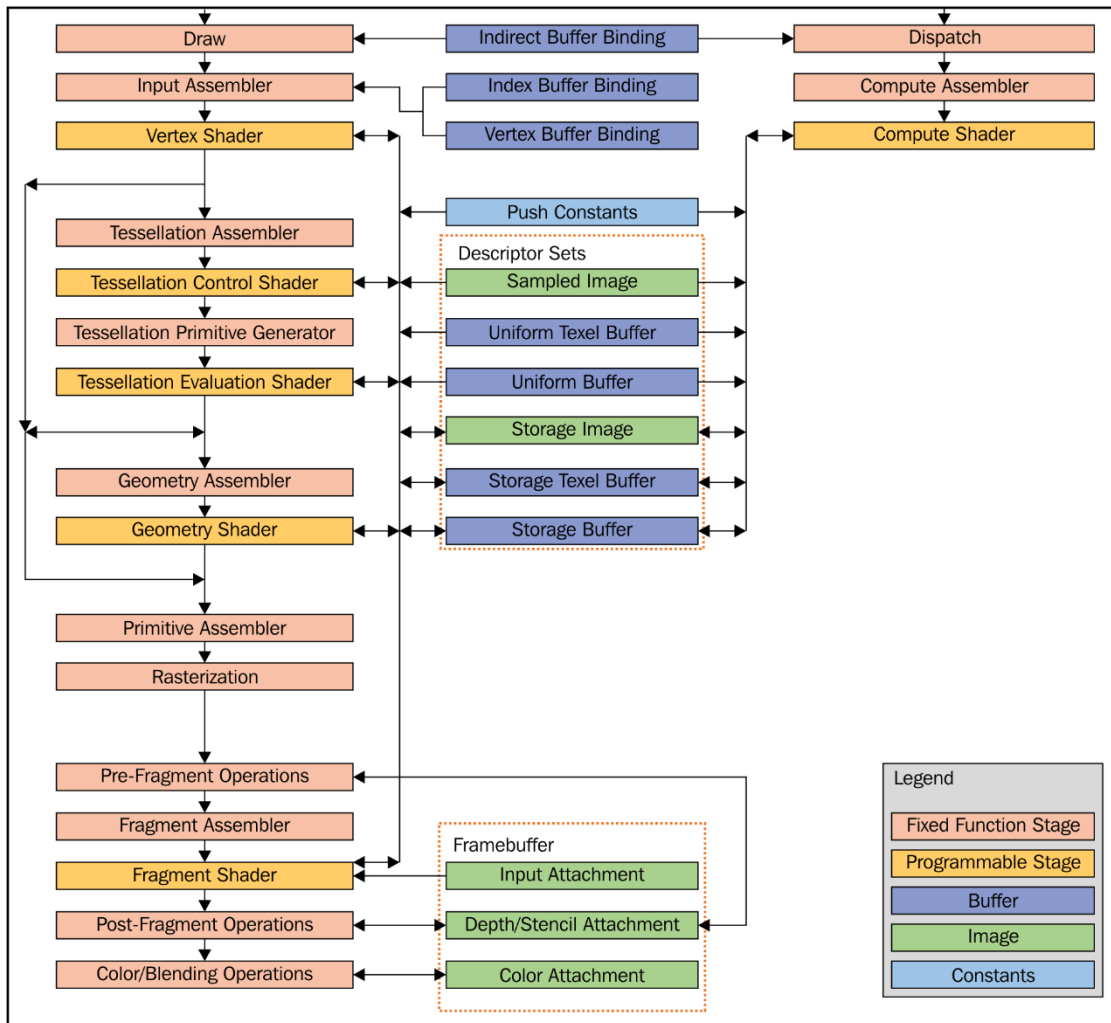 Draw
Indirect Buffer Binding
Dispatch
Input Assembler
Index Buffer Binding
Compute Assembler
Vertex Shader
Vertex Buffer Binding
Compute Shader
Push Constants
Tessellation Assembler
Descriptor Sets
Tessellation Control Shader
Sampled Image
Tessellation Primitive Generator
Uniform Texel Buffer
Tessellation Evaluation Shader
Uniform Buffer
Storage Image
Geometry Assembler
Storage Texel Buffer
Geometry Shader
Storage Buffer
Primitive Assembler
Rasterization
Pre-Fragment Operations
Fragment Assembler
Framebuffer
Fragment Shader
Input Attachment
Post-Fragment Operations
Depth/Stencil Attachment
Color/Blending Operations
Color Attachment
Legend
Fixed Function Stage
Programmable Stage
Buffer
Image
Constants